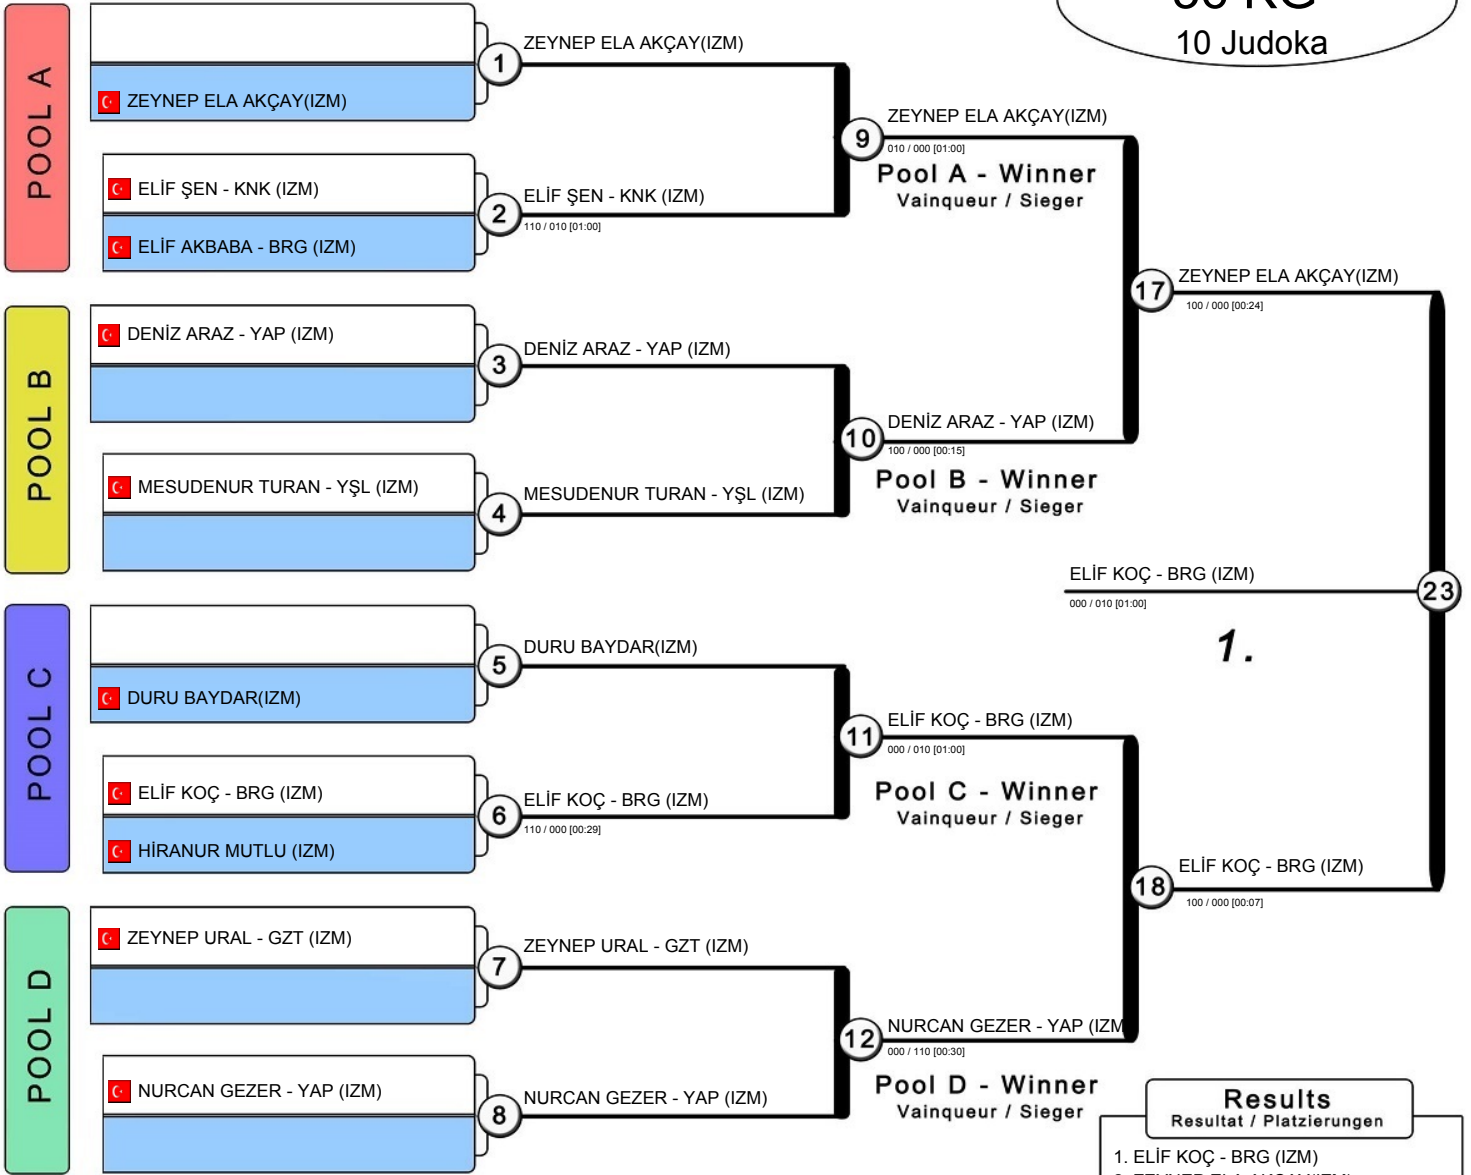 10 Judoka
POOL A
ZEYNEP ELA AKÇAY(IZM)
ELİF ŞEN - KNK (IZM)
ELİF AKBABA - BRG (IZM)
1
ZEYNEP ELA AKÇAY(IZM)
2
ELİF ŞEN - KNK (IZM)
110 / 010 [01:00]
9
ZEYNEP ELA AKÇAY(IZM)
010 / 000 [01:00]
Pool A - Winner
Vainqueur / Sieger
POOL B
DENİZ ARAZ - YAP (IZM)
MESUDENUR TURAN - YŞL (IZM)
3
DENİZ ARAZ - YAP (IZM)
4
MESUDENUR TURAN - YŞL (IZM)
10
DENİZ ARAZ - YAP (IZM)
100 / 000 [00:15]
Pool B - Winner
Vainqueur / Sieger
17
ZEYNEP ELA AKÇAY(IZM)
100 / 000 [00:24]
POOL C
DURU BAYDAR(IZM)
ELİF KOÇ - BRG (IZM)
HİRANUR MUTLU (IZM)
5
DURU BAYDAR(IZM)
6
ELİF KOÇ - BRG (IZM)
110 / 000 [00:29]
11
ELİF KOÇ - BRG (IZM)
000 / 010 [01:00]
Pool C - Winner
Vainqueur / Sieger
POOL D
ZEYNEP URAL - GZT (IZM)
NURCAN GEZER - YAP (IZM)
7
ZEYNEP URAL - GZT (IZM)
8
NURCAN GEZER - YAP (IZM)
12
NURCAN GEZER - YAP (IZM
000 / 110 [00:30]
Pool D - Winner
Vainqueur / Sieger
18
ELİF KOÇ - BRG (IZM)
100 / 000 [00:07]
ELİF KOÇ - BRG (IZM)
000 / 010 [01:00]
23
1.
Results
Resultat / Platzierungen
1. ELİF KOÇ - BRG (IZM)